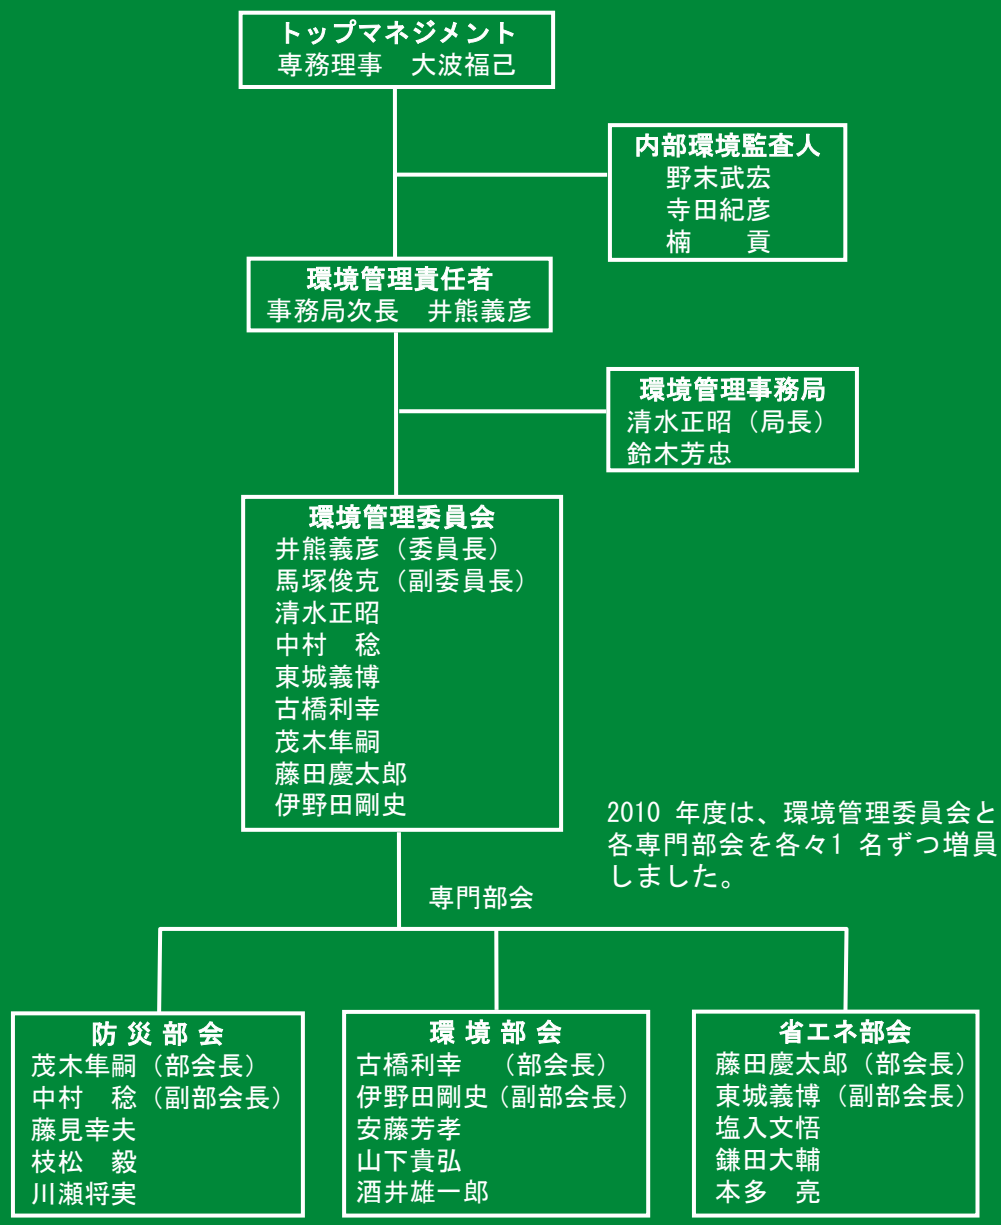 トップマネジメント
専務理事　大波福己
内部環境監査人
野末武宏
寺田紀彦
楠　　貢
環境管理責任者
事務局次長　井熊義彦
環境管理事務局
清水正昭（局長）
鈴木芳忠
環境管理委員会
井熊義彦（委員長）
馬塚俊克（副委員長）
清水正昭
中村　稔
東城義博
古橋利幸
茂木隼嗣
藤田慶太郎
伊野田剛史
2010 年度は、環境管理委員会と
各専門部会を各々1 名ずつ増員
しました。
専門部会
防 災 部 会
茂木隼嗣（部会長）
中村　稔（副部会長）
藤見幸夫
枝松　毅
川瀬将実
環 境 部 会
古橋利幸　（部会長）
伊野田剛史（副部会長）
安藤芳孝
山下貴弘
酒井雄一郎
省エネ部会
藤田慶太郎（部会長）
東城義博（副部会長）
塩入文悟
鎌田大輔
本多　亮